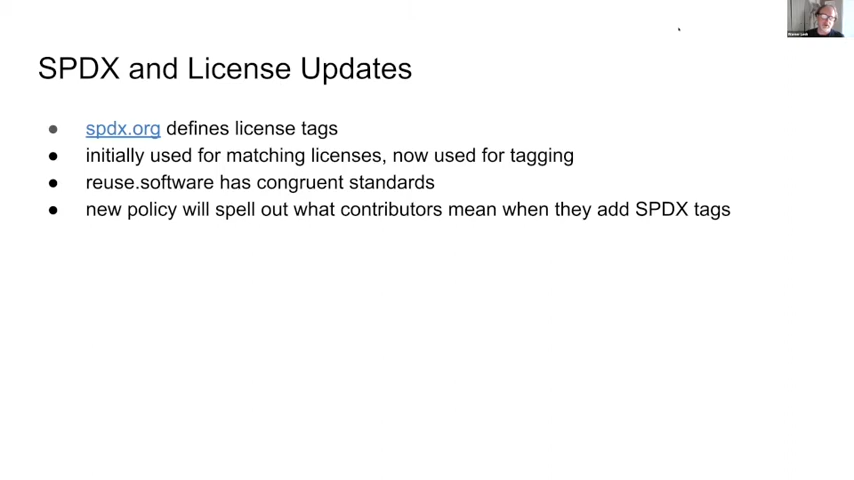 SPDX and License Updates
● spdx.org defines license tags
● initially used for matching licenses, now used for tagging
● reuse.software has congruent standards
● new policy will spell out what contributors mean when they add SPDX tags